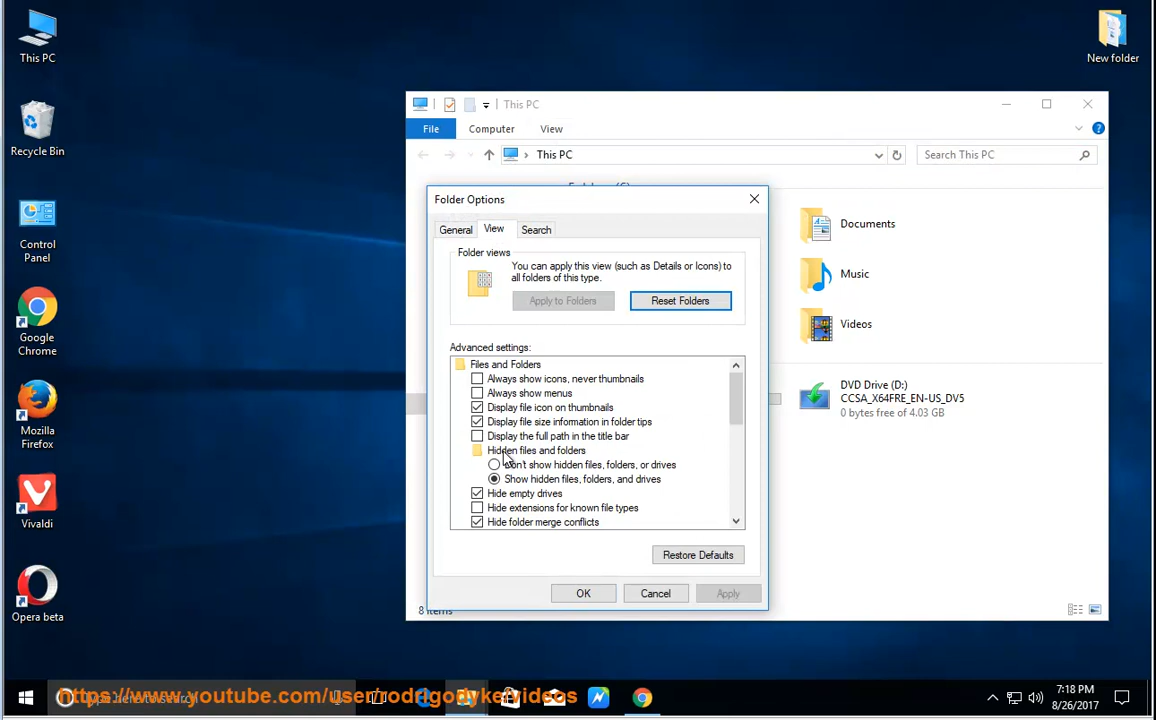 This PC
New folder
Recycle Bin
Control
Panel
Google
Chrome
Mozilla
Firefox
Vivaldi
Opera beta
This PC
File Computer View
This PC
Search This PC
Documents
Music
Videos
DVD Drive (D:)
CCSA_X64FRE_EN-US_DV5
0 bytes free of 4.03 GB
Folder Options
General View Search
Folder views
You can apply this view (such as Details or Icons) to
all folders of this type.
Apply to Folders Reset Folders
Advanced settings:
Files and Folders
Always show icons, never thumbnails
Always show menus
Display file icon on thumbnails
Display file size information in folder tips
Display the full path in the title bar
Hidden files and folders
Don't show hidden files, folders, or drives
Show hidden files, folders, and drives
Hide empty drives
Hide extensions for known file types
Hide folder merge conflicts
Restore Defaults
OK Cancel Apply
8 items
Type here to search
https://www.youtube.com/user/rodrigodykeivideos
7:18 PM
8/26/2017